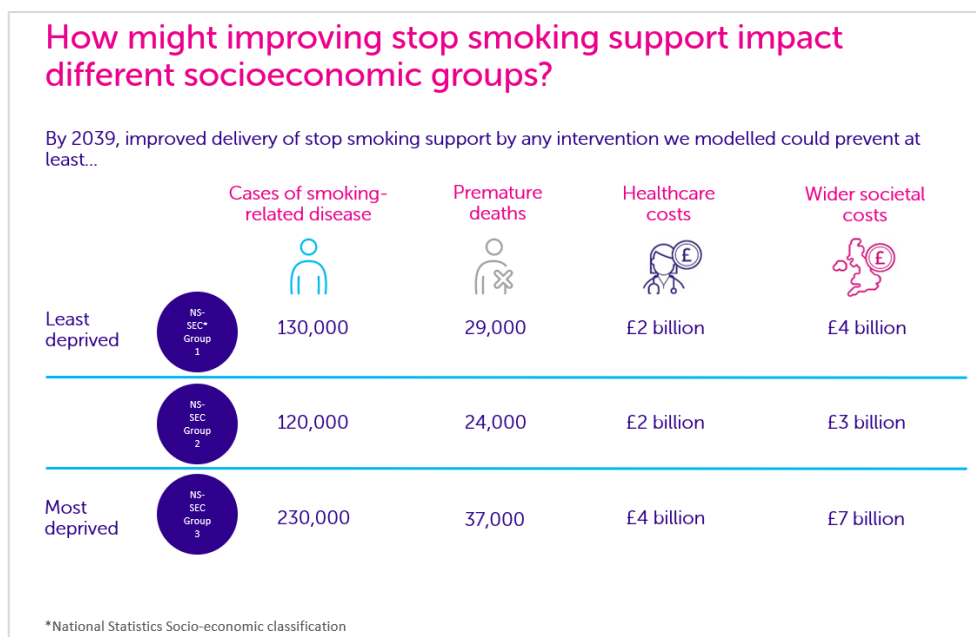 How might improving stop smoking support impact
different socioeconomic groups?
By 2039, improved delivery of stop smoking support by any intervention we modelled could prevent at
least...
Cases of smoking-
related disease
Premature
deaths
Healthcare
costs
Wider societal
costs
£
£
Least
deprived
NS-
SEC*
Group
1
130,000
29,000
£2 billion
£4 billion
NS-
SEC
Group
2
120,000
24,000
£2 billion
£3 billion
Most
deprived
NS-
SEC
Group
3
230,000
37,000
£4 billion
£7 billion
*National Statistics Socio-economic classification